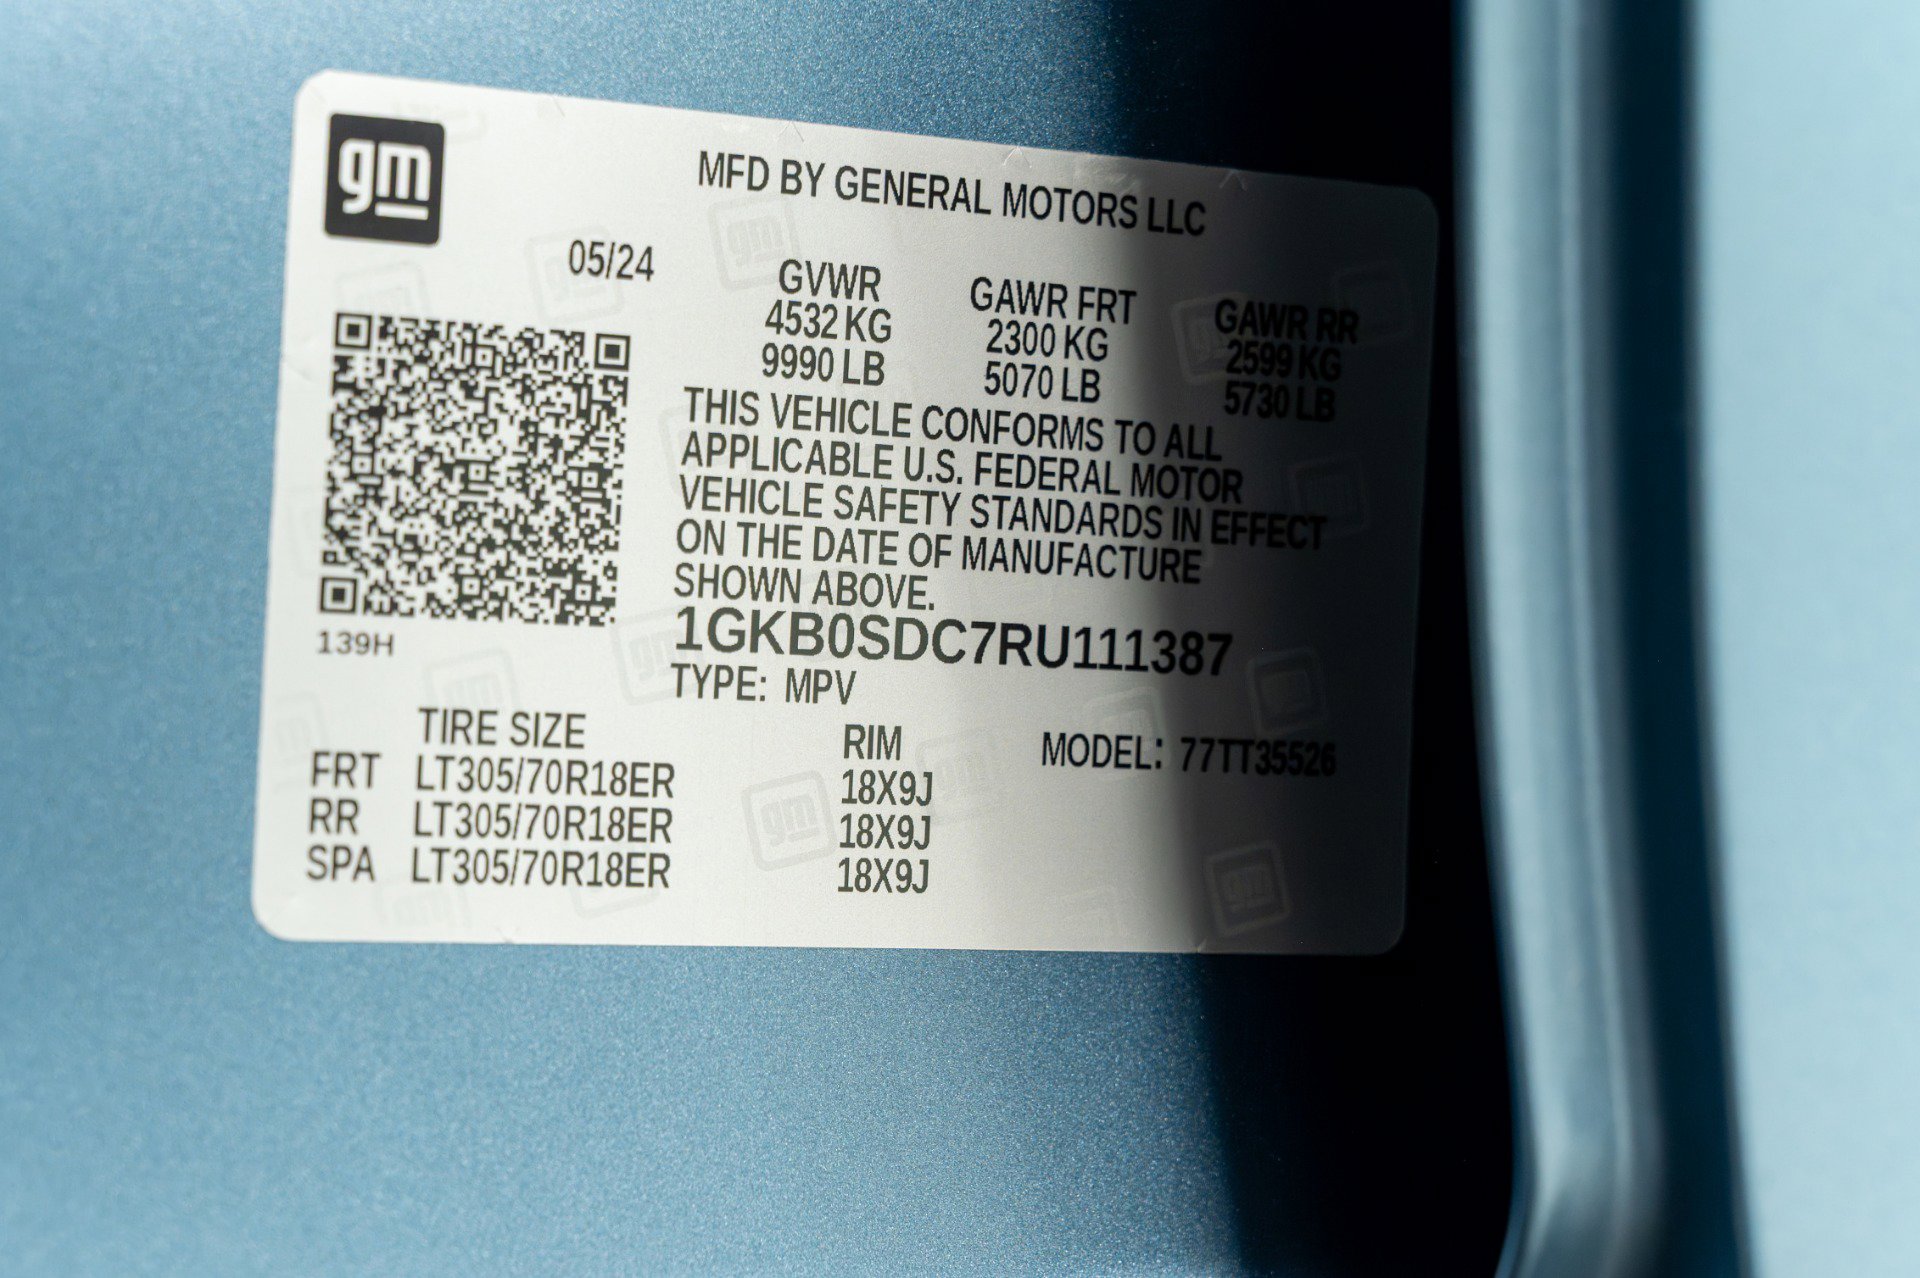 gm
MFD BY GENERAL MOTORS LLC
05/24
GVWR GAWR FRT GAWR RR
4532 KG 2300 KG 2599 KG
9990 LB 5070 LB 5730 LB
THIS VEHICLE CONFORMS TO ALL
APPLICABLE U.S. FEDERAL MOTOR
VEHICLE SAFETY STANDARDS IN EFFECT
ON THE DATE OF MANUFACTURE
SHOWN ABOVE.
139H
1GKB0SDC7RU111387
TYPE: MPV
TIRE SIZE RIM MODEL: 77TT35526
FRT LT305/70R18ER 18X9J
RR LT305/70R18ER 18X9J
SPA LT305/70R18ER 18X9J